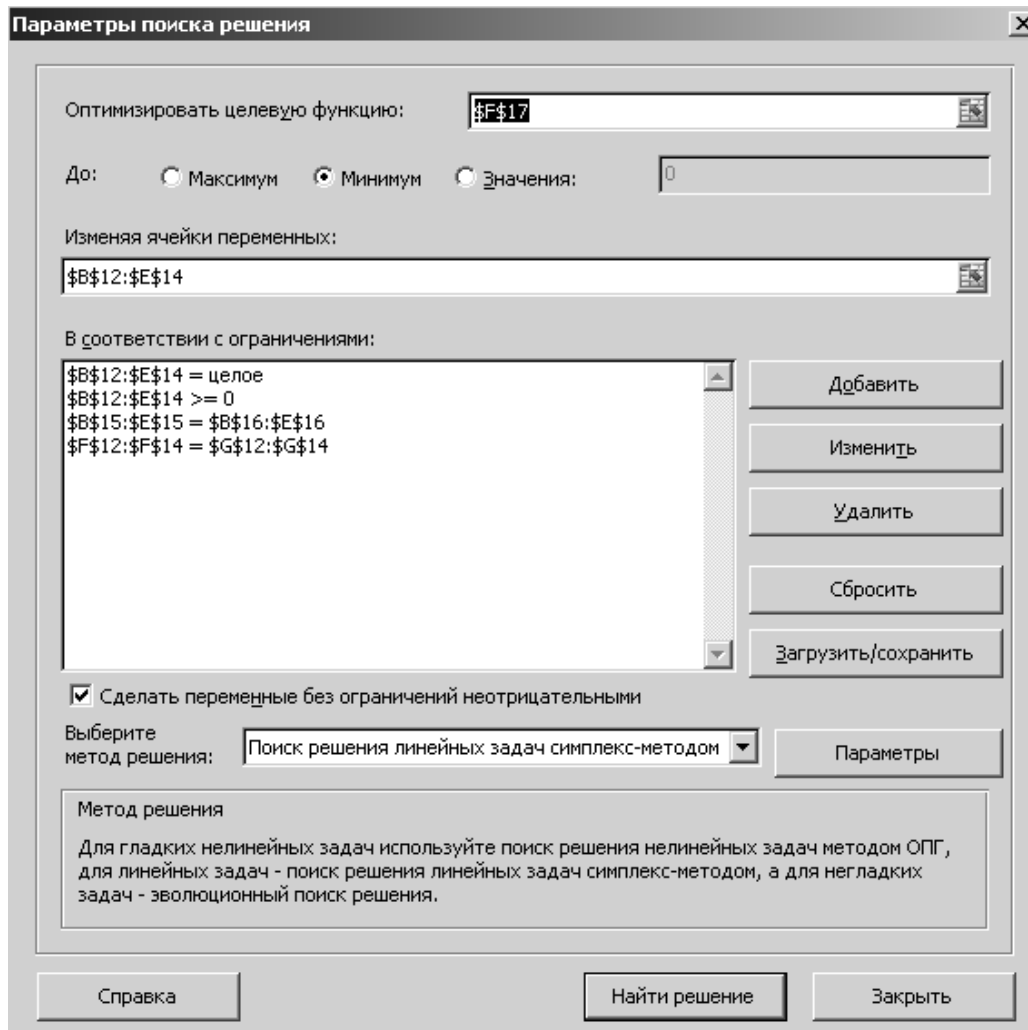 Параметры поиска решения
Оптимизировать целевую функцию:
$F$17
До:
Максимум
Минимум
Значения:
0
Изменяя ячейки переменных:
$B$12:$E$14
В соответствии с ограничениями:
$B$12:$E$14 = целое
$B$12:$E$14 >= 0
$B$15:$E$15 = $B$16:$E$16
$F$12:$F$14 = $G$12:$G$14
Добавить
Изменить
Удалить
Сбросить
Загрузить/сохранить
Сделать переменные без ограничений неотрицательными
Выберите
метод решения:
Поиск решения линейных задач симплекс-методом
Параметры
Метод решения
Для гладких нелинейных задач используйте поиск решения нелинейных задач методом ОПГ,
для линейных задач - поиск решения линейных задач симплекс-методом, а для негладких
задач - эволюционный поиск решения.
Справка
Найти решение
Закрыть